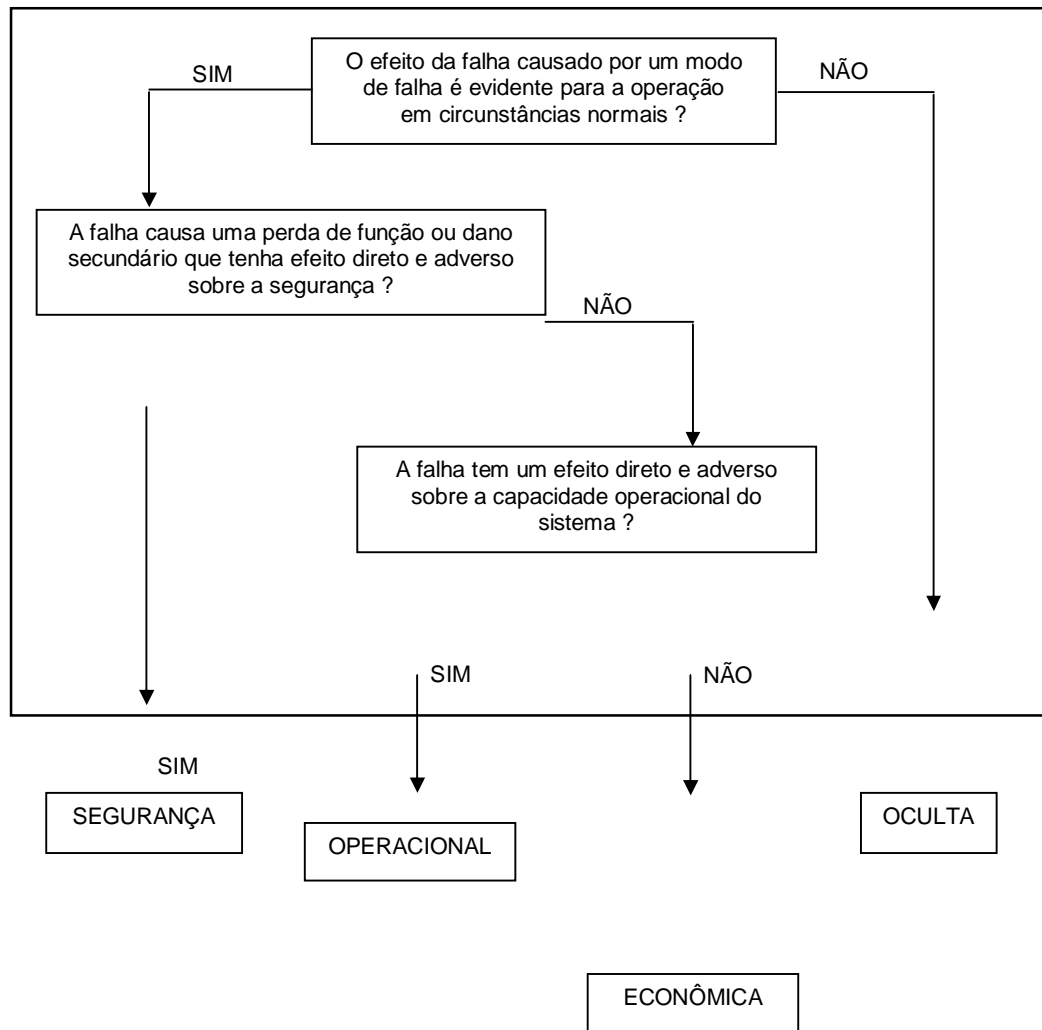 O efeito da falha causado por um modo
de falha é evidente para a operação
em circunstâncias normais ?
SIM
NÃO
A falha causa uma perda de função ou dano
secundário que tenha efeito direto e adverso
sobre a segurança ?
NÃO
A falha tem um efeito direto e adverso
sobre a capacidade operacional do
sistema ?
SIM
NÃO
SIM
SEGURANÇA
OPERACIONAL
OCULTA
ECONÔMICA